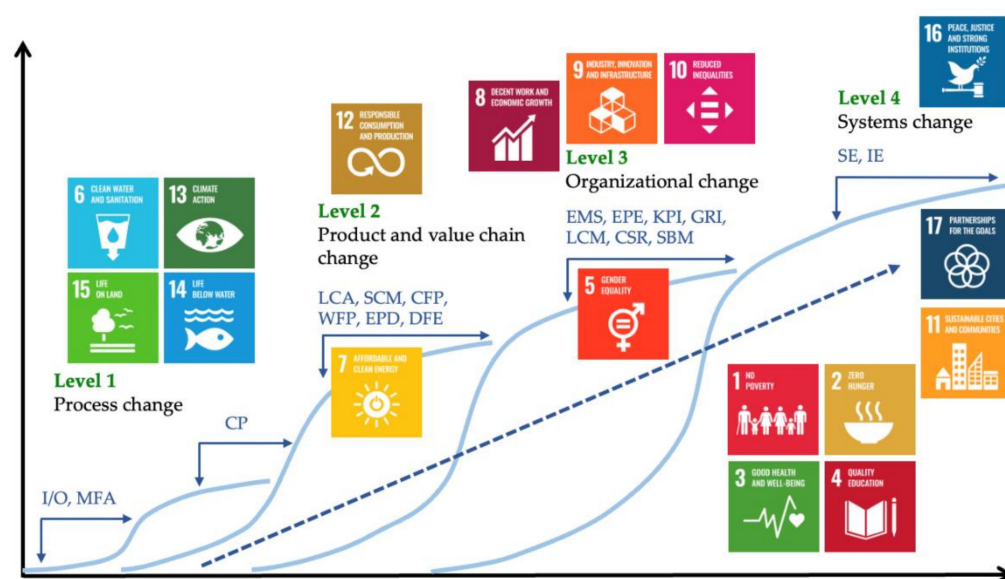 16 PEACE, JUSTICE
AND STRONG
INSTITUTIONS
9 INDUSTRY, INNOVATION
AND INFRASTRUCTURE
10 REDUCED
INEQUALITIES
8 DECENT WORK AND
ECONOMIC GROWTH
12 RESPONSIBLE
CONSUMPTION
AND PRODUCTION
Level 4
Systems change
SE, IE
Level 3
Organizational change
EMS, EPE, KPI, GRI,
LCM, CSR, SBM
6 CLEAN WATER
AND SANITATION
13 CLIMATE
ACTION
15 LIFE
ON LAND
14 LIFE
BELOW WATER
Level 2
Product and value chain
change
LCA, SCM, CFP,
WFP, EPD, DFE
17 PARTNERSHIPS
FOR THE GOALS
5 GENDER
EQUALITY
11 SUSTAINABLE CITIES
AND COMMUNITIES
7 AFFORDABLE AND
CLEAN ENERGY
Level 1
Process change
CP
I/O, MFA
1 NO
POVERTY
2 ZERO
HUNGER
3 GOOD HEALTH
AND WELL-BEING
4 QUALITY
EDUCATION